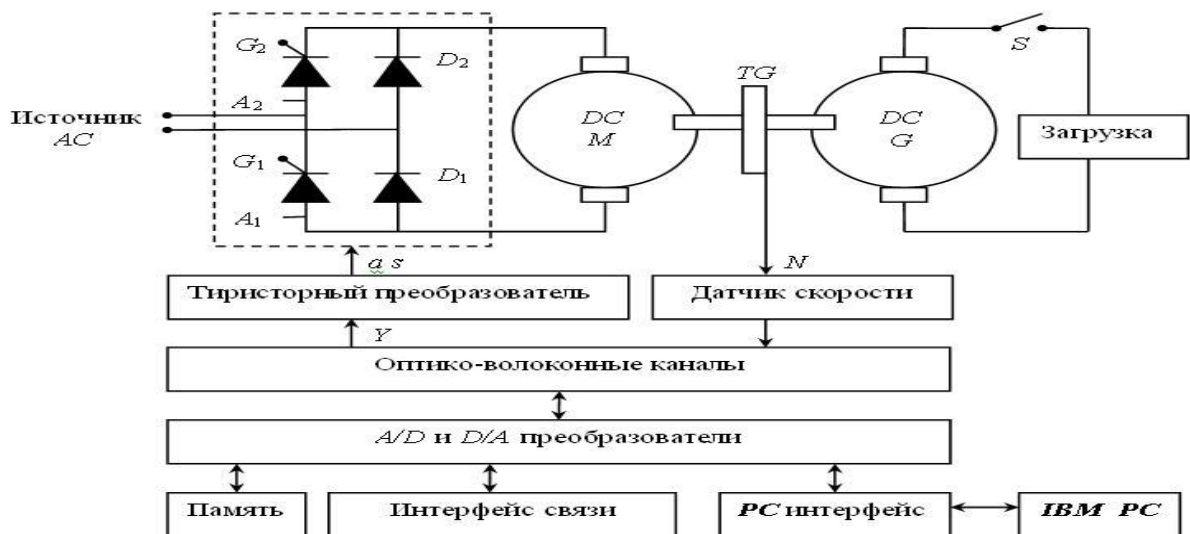 G2
D2
A2
Источник
AC
G1
D1
A1
DC
M
TG
DC
G
S
Загрузка
a s
N
Тиристорный преобразователь
Датчик скорости
Y
Оптико-волоконные каналы
A/D и D/A преобразователи
Память
Интерфейс связи
PC интерфейс
IBM PC